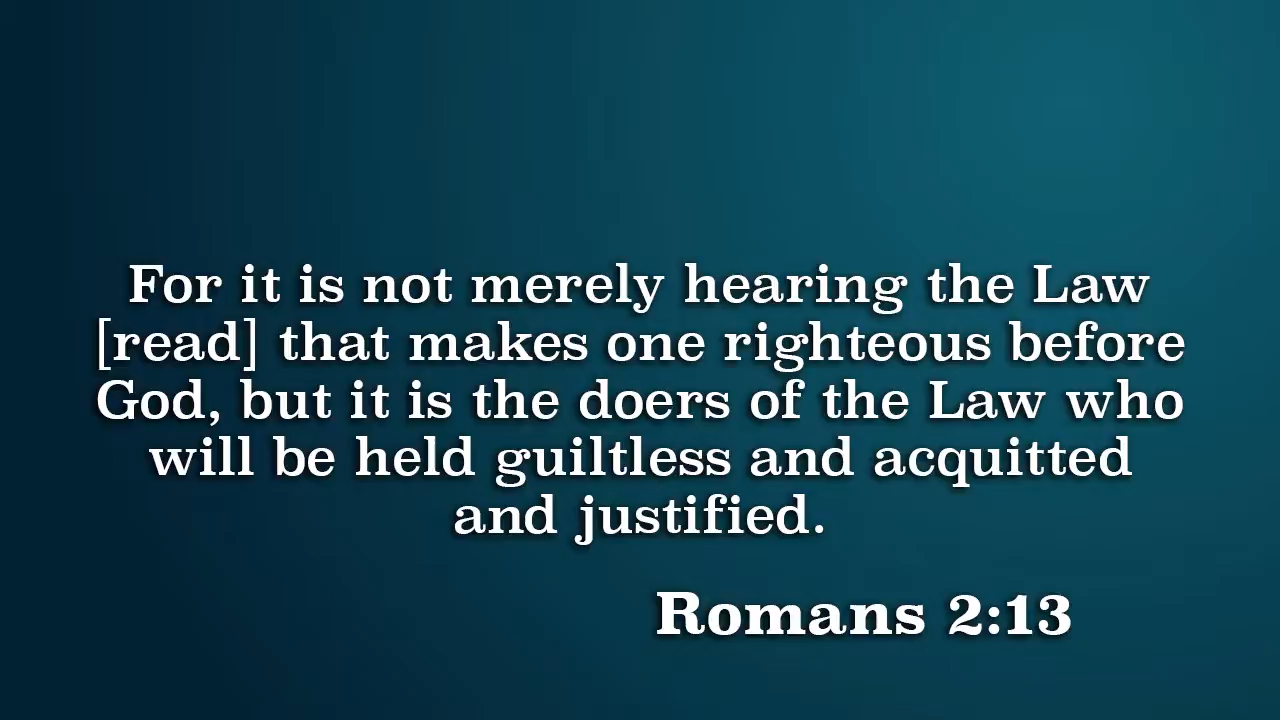 For it is not merely hearing the Law
[read] that makes one righteous before
God, but it is the doers of the Law who
will be held guiltless and acquitted
and justified.
Romans 2:13